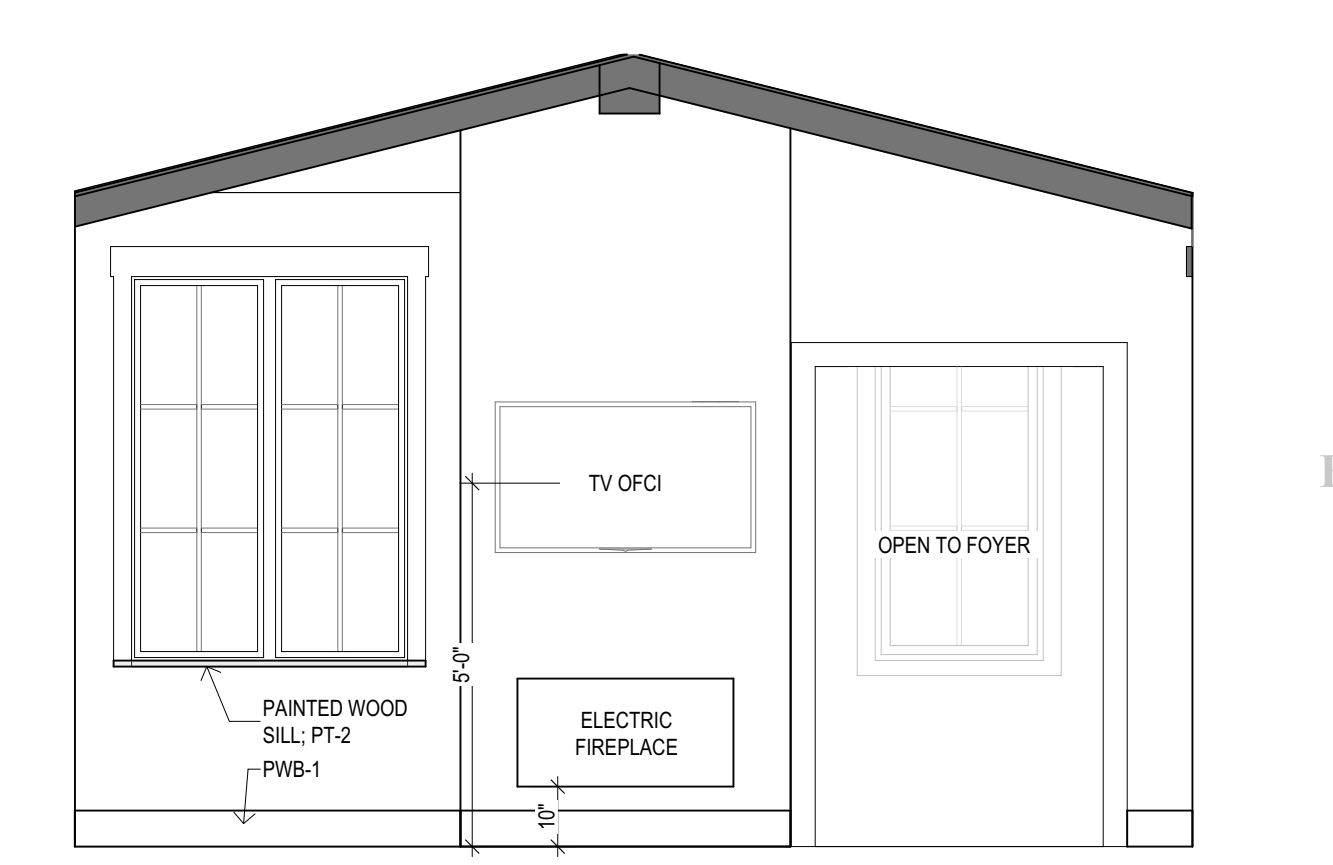 TV OFCI
OPEN TO FOYER
5'-0"
PAINTED WOOD
SILL; PT-2
ELECTRIC
FIREPLACE
PWB-1
10"